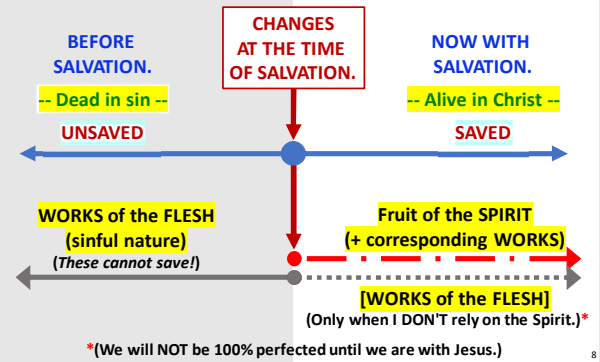 CHANGES
AT THE TIME
OF SALVATION.
BEFORE
SALVATION.
-- Dead in sin --
UNSAVED
NOW WITH
SALVATION.
-- Alive in Christ --
SAVED
WORKS of the FLESH
(sinful nature)
(These cannot save!)
Fruit of the SPIRIT
(+ corresponding WORKS)
[WORKS of the FLESH]
(Only when I DON'T rely on the Spirit.)*
*(We will NOT be 100% perfected until we are with Jesus.)
8